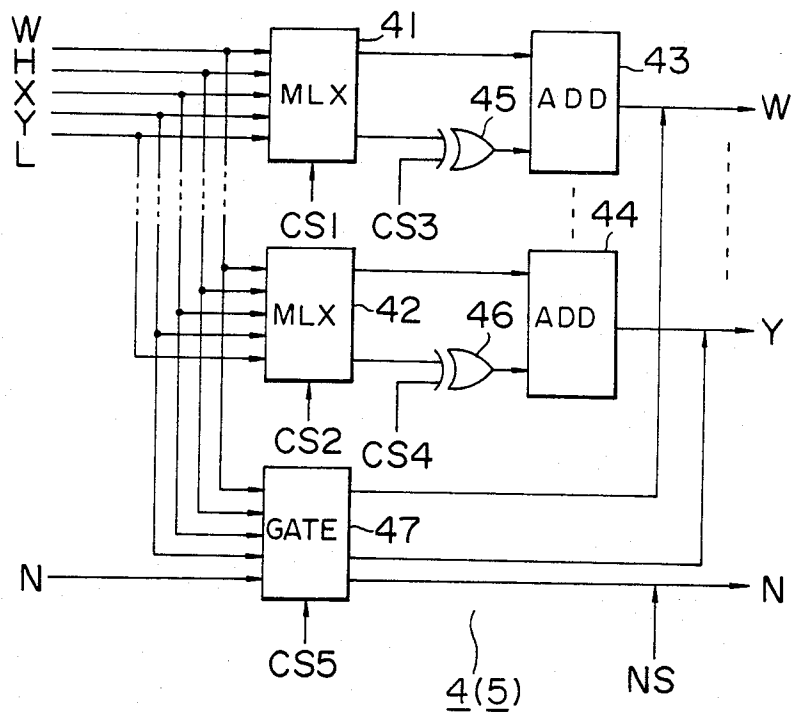 W
H
X
Y
L
MLX
41
CS1
45
CS3
ADD
43
W
MLX
42
CS2
46
CS4
ADD
44
Y
GATE
47
N
N
CS5
4(5)
NS